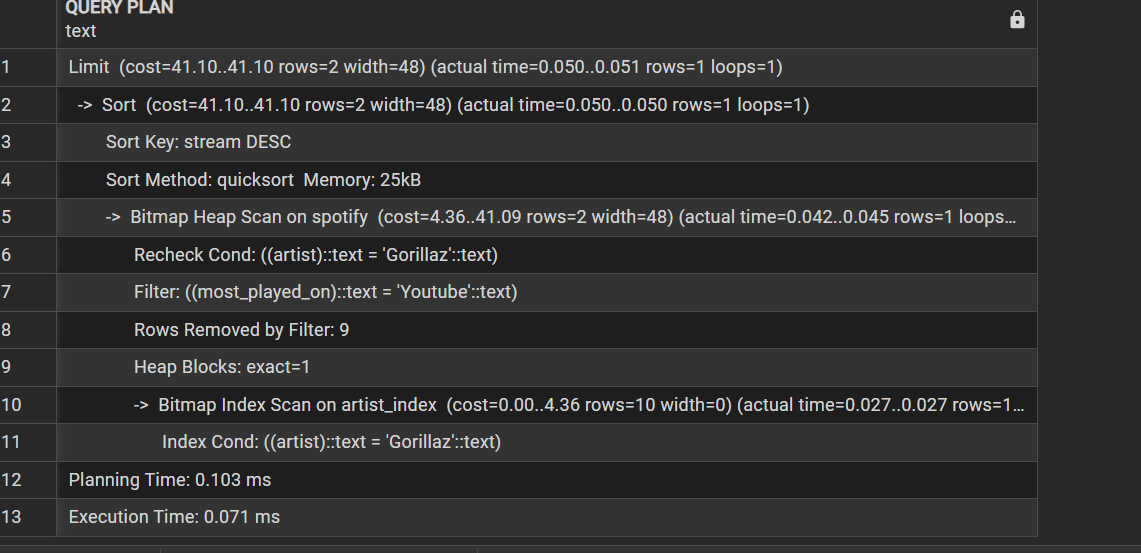 QUERY PLAN
text
1 Limit (cost=41.10..41.10 rows=2 width=48) (actual time=0.050..0.051 rows=1 loops=1)
2 -> Sort (cost=41.10..41.10 rows=2 width=48) (actual time=0.050..0.050 rows=1 loops=1)
3 Sort Key: stream DESC
4 Sort Method: quicksort Memory: 25kB
5 -> Bitmap Heap Scan on spotify (cost=4.36..41.09 rows=2 width=48) (actual time=0.042..0.045 rows=1 loops...
6 Recheck Cond: ((artist)::text = 'Gorillaz'::text)
7 Filter: ((most_played_on)::text = 'Youtube'::text)
8 Rows Removed by Filter: 9
9 Heap Blocks: exact=1
10 -> Bitmap Index Scan on artist_index (cost=0.00..4.36 rows=10 width=0) (actual time=0.027..0.027 rows=1...
11 Index Cond: ((artist)::text = 'Gorillaz'::text)
12 Planning Time: 0.103 ms
13 Execution Time: 0.071 ms